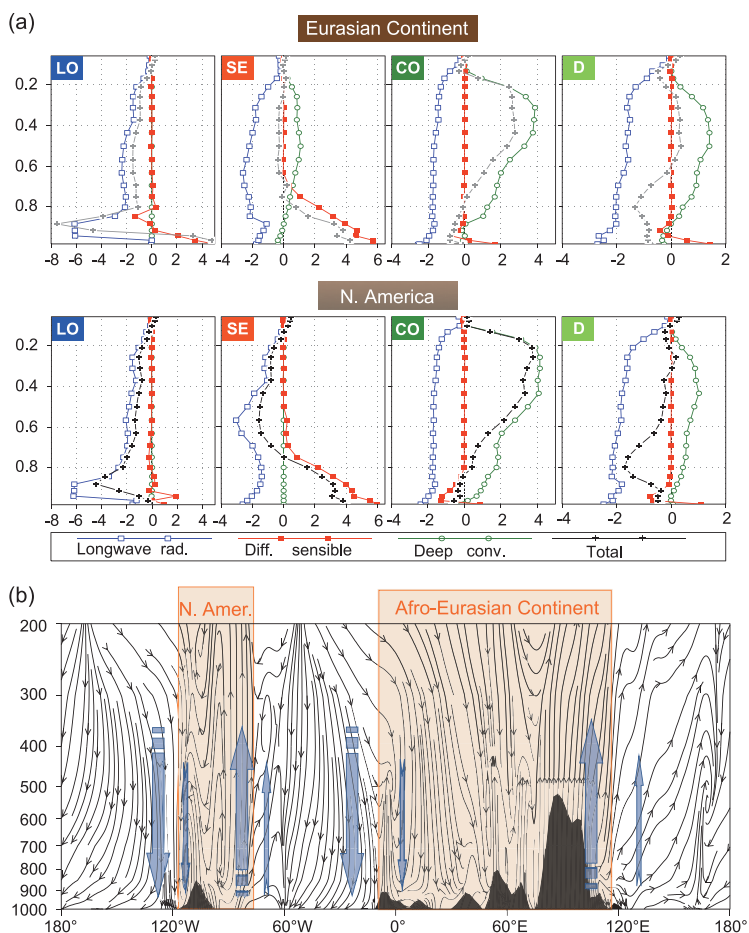 (a)
Eurasian Continent
LO SE CO D
0.2
0.4
0.6
0.8
-8 -6 -4 -2 0 2 4 -4 -2 0 2 4 6 -4 -2 0 2 4 -4 -2 0 2
N. America
LO SE CO D
0.2
0.4
0.6
0.8
-8 -6 -4 -2 0 2 4 -4 -2 0 2 4 6 -4 -2 0 2 4 -4 -2 0 2
Longwave rad. Diff. sensible Deep conv. Total
(b)
N. Amer. Afro-Eurasian Continent
200
300
400
500
600
700
800
900
1000
180° 120°W 60°W 0° 60°E 120°E 180°